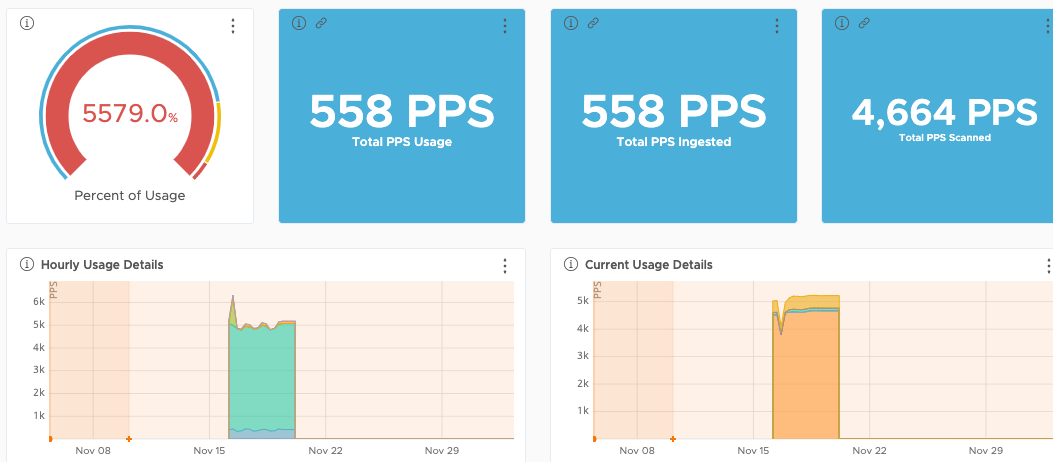 5579.0%
Percent of Usage
558 PPS
Total PPS Usage
558 PPS
Total PPS Ingested
4,664 PPS
Total PPS Scanned
Hourly Usage Details
PPS
6k
5k
4k
3k
2k
1k
Nov 08
Nov 15
Nov 22
Nov 29
Current Usage Details
PPS
5k
4k
3k
2k
1k
Nov 08
Nov 15
Nov 22
Nov 29